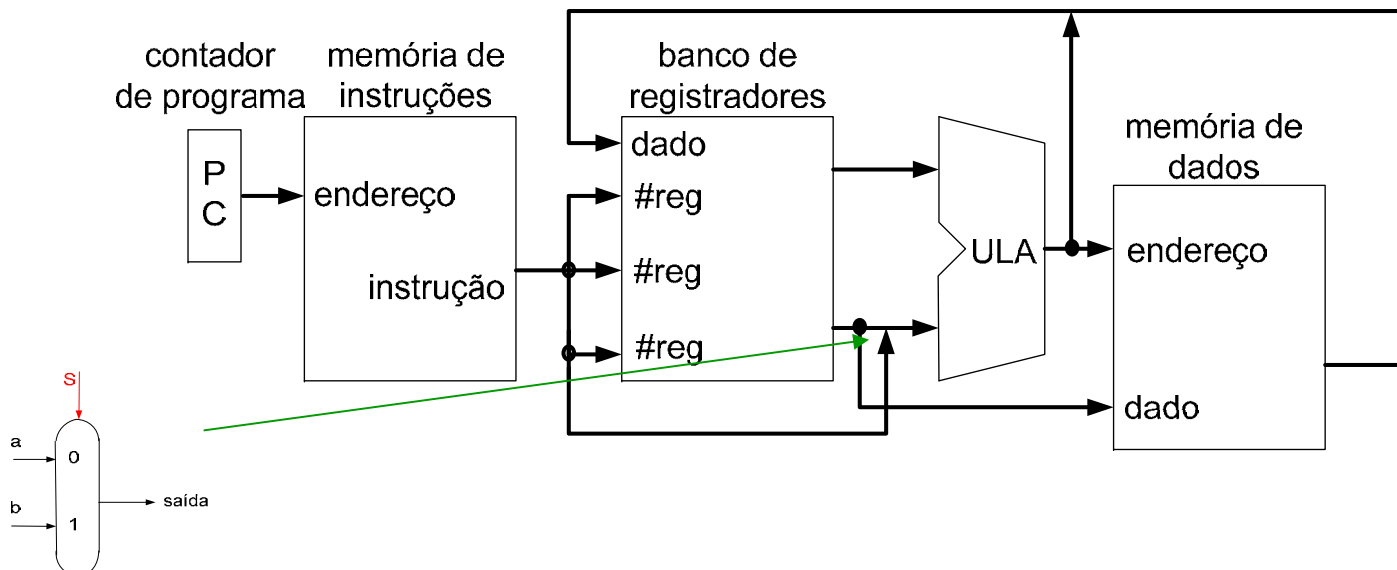 contador
de programa
memória de
instruções
banco de
registradores
memória de
dados
P
C
endereço
instrução
dado
#reg
#reg
#reg
ULA
endereço
dado
S
a
0
b
1
saída